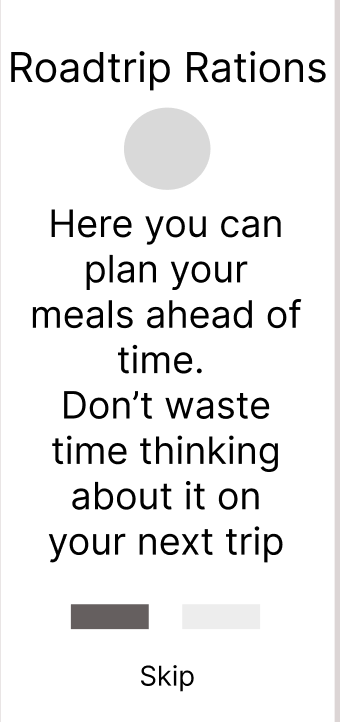 Roadtrip Rations
Here you can
plan your
meals ahead of
time.
Don’t waste
time thinking
about it on
your next trip
Skip